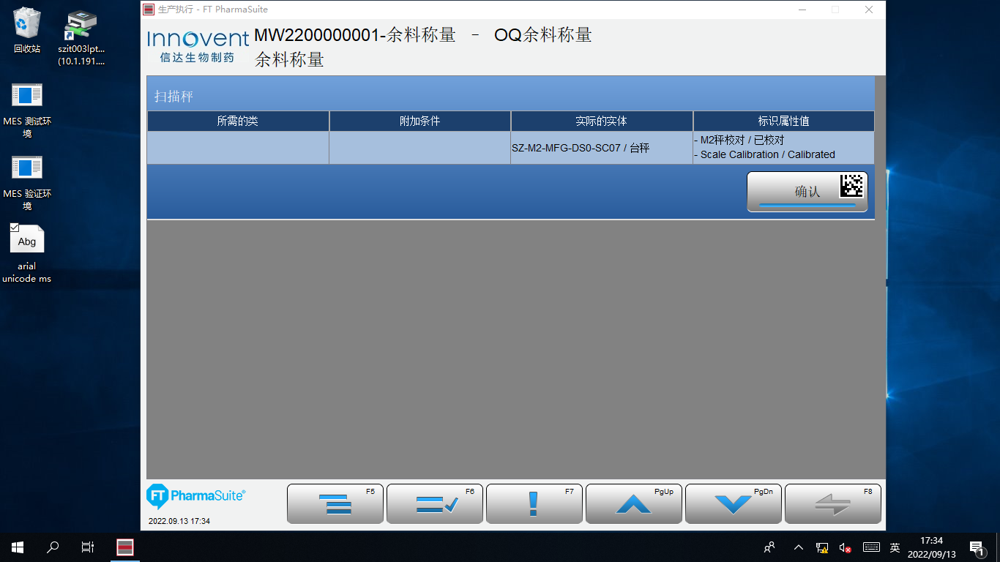 回收站
szit003lpt...
(10.1.191....
MES 测试环
境
MES 验证环
境
Abg
arial
unicode ms
生产执行 - FT PharmaSuite
Innovent
信达生物制药
MW2200000001-余料称量 - OQ余料称量
余料称量
扫描秤
所需的类 附加条件 实际的实体 标识属性值
SZ-M2-MFG-DS0-SC07 / 台秤
- M2秤校对 / 已校对
- Scale Calibration / Calibrated
确认
FT PharmaSuite®
2022.09.13 17:34
F5 F6 F7 PgUp PgDn F8
英
17:34
2022/09/13
1